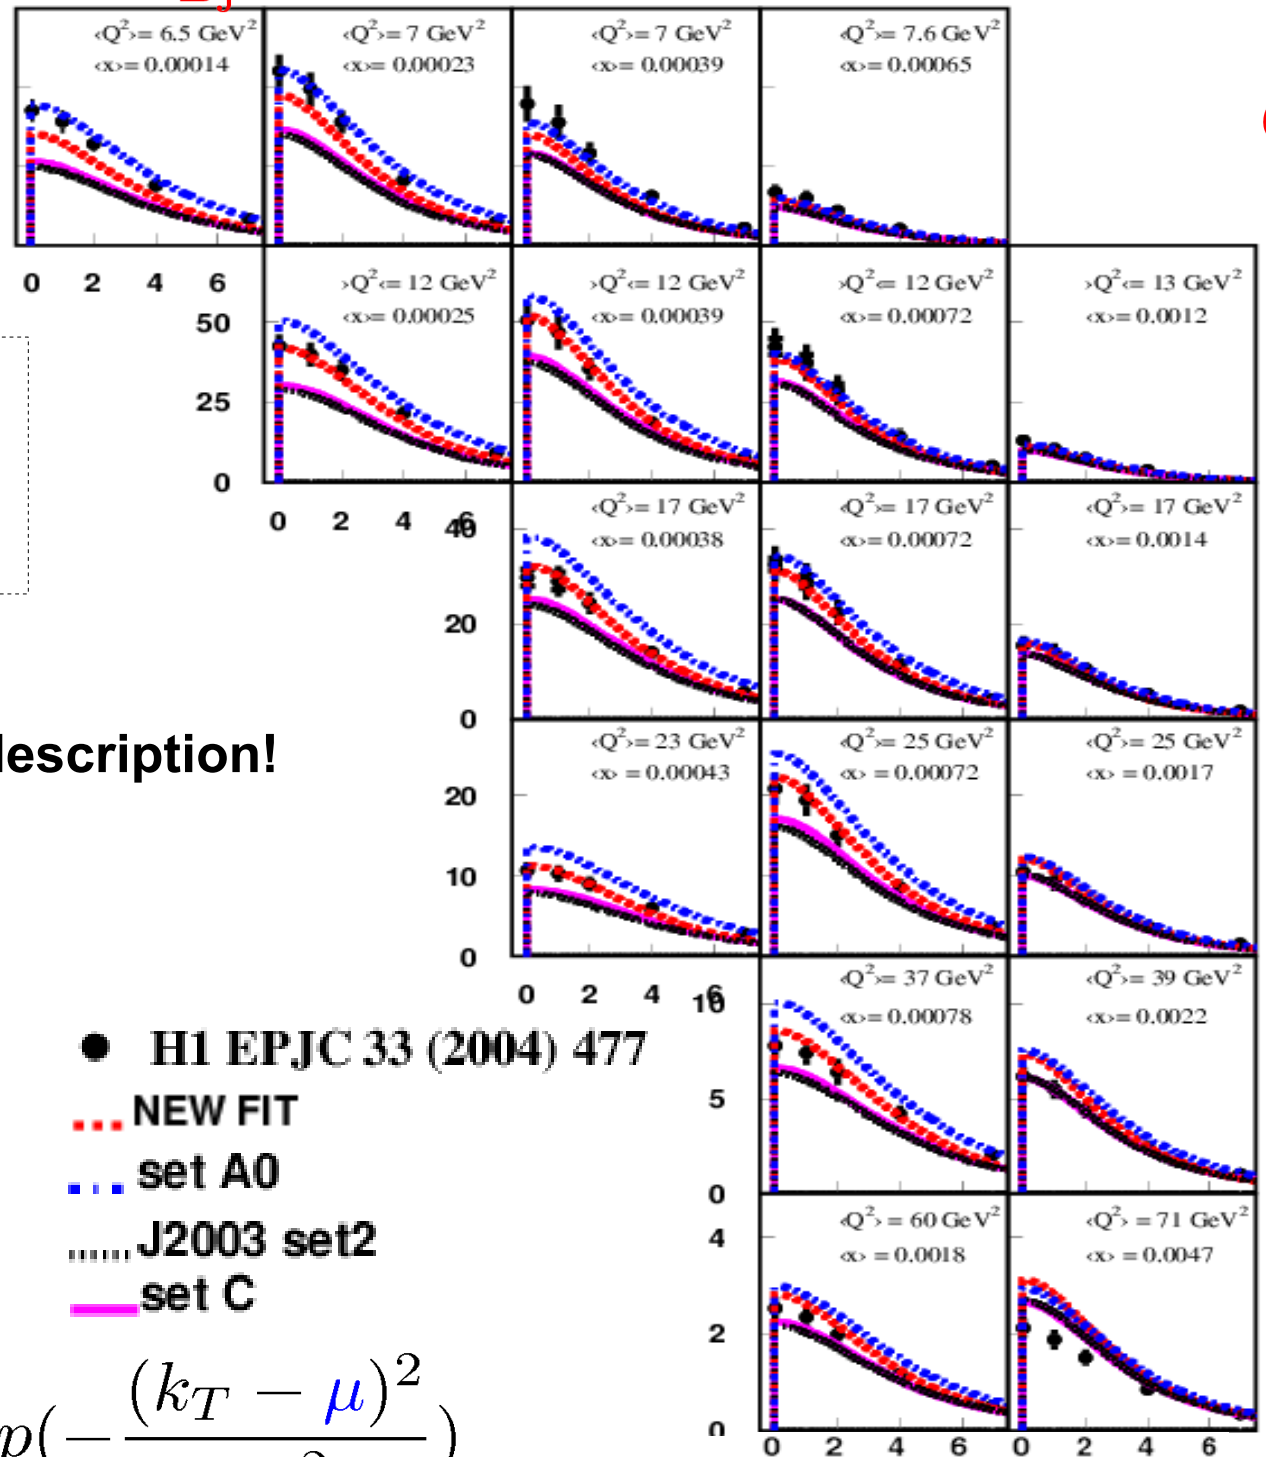 ‹Q²›= 6.5 GeV²
‹x›= 0.00014
‹Q²›= 7 GeV²
‹x›= 0.00023
‹Q²›= 7 GeV²
‹x›= 0.00039
‹Q²›= 7.6 GeV²
‹x›= 0.00065
0 2 4 6
›Q²‹= 12 GeV²
‹x›= 0.00025
›Q²‹= 12 GeV²
‹x›= 0.00039
›Q²‹= 12 GeV²
‹x›= 0.00072
›Q²‹= 13 GeV²
‹x›= 0.0012
50
25
0
0 2 4 6
‹Q²›= 17 GeV²
‹x›= 0.00038
‹Q²›= 17 GeV²
‹x›= 0.00072
‹Q²›= 17 GeV²
‹x›= 0.0014
40
20
0
description!
‹Q²›= 23 GeV²
‹x› = 0.00043
‹Q²›= 25 GeV²
‹x› = 0.00072
‹Q²›= 25 GeV²
‹x›= 0.0017
20
10
0
0 2 4 6
‹Q²›= 37 GeV²
‹x›= 0.00078
‹Q²›= 39 GeV²
‹x›= 0.0022
10
5
0
H1 EPJC 33 (2004) 477
NEW FIT
set A0
J2003 set2
set C
‹Q²› = 60 GeV²
‹x› = 0.0018
‹Q²› = 71 GeV²
‹x› = 0.0047
4
2
0
0 2 4 6
0 2 4 6
p(−(k_T − μ)²